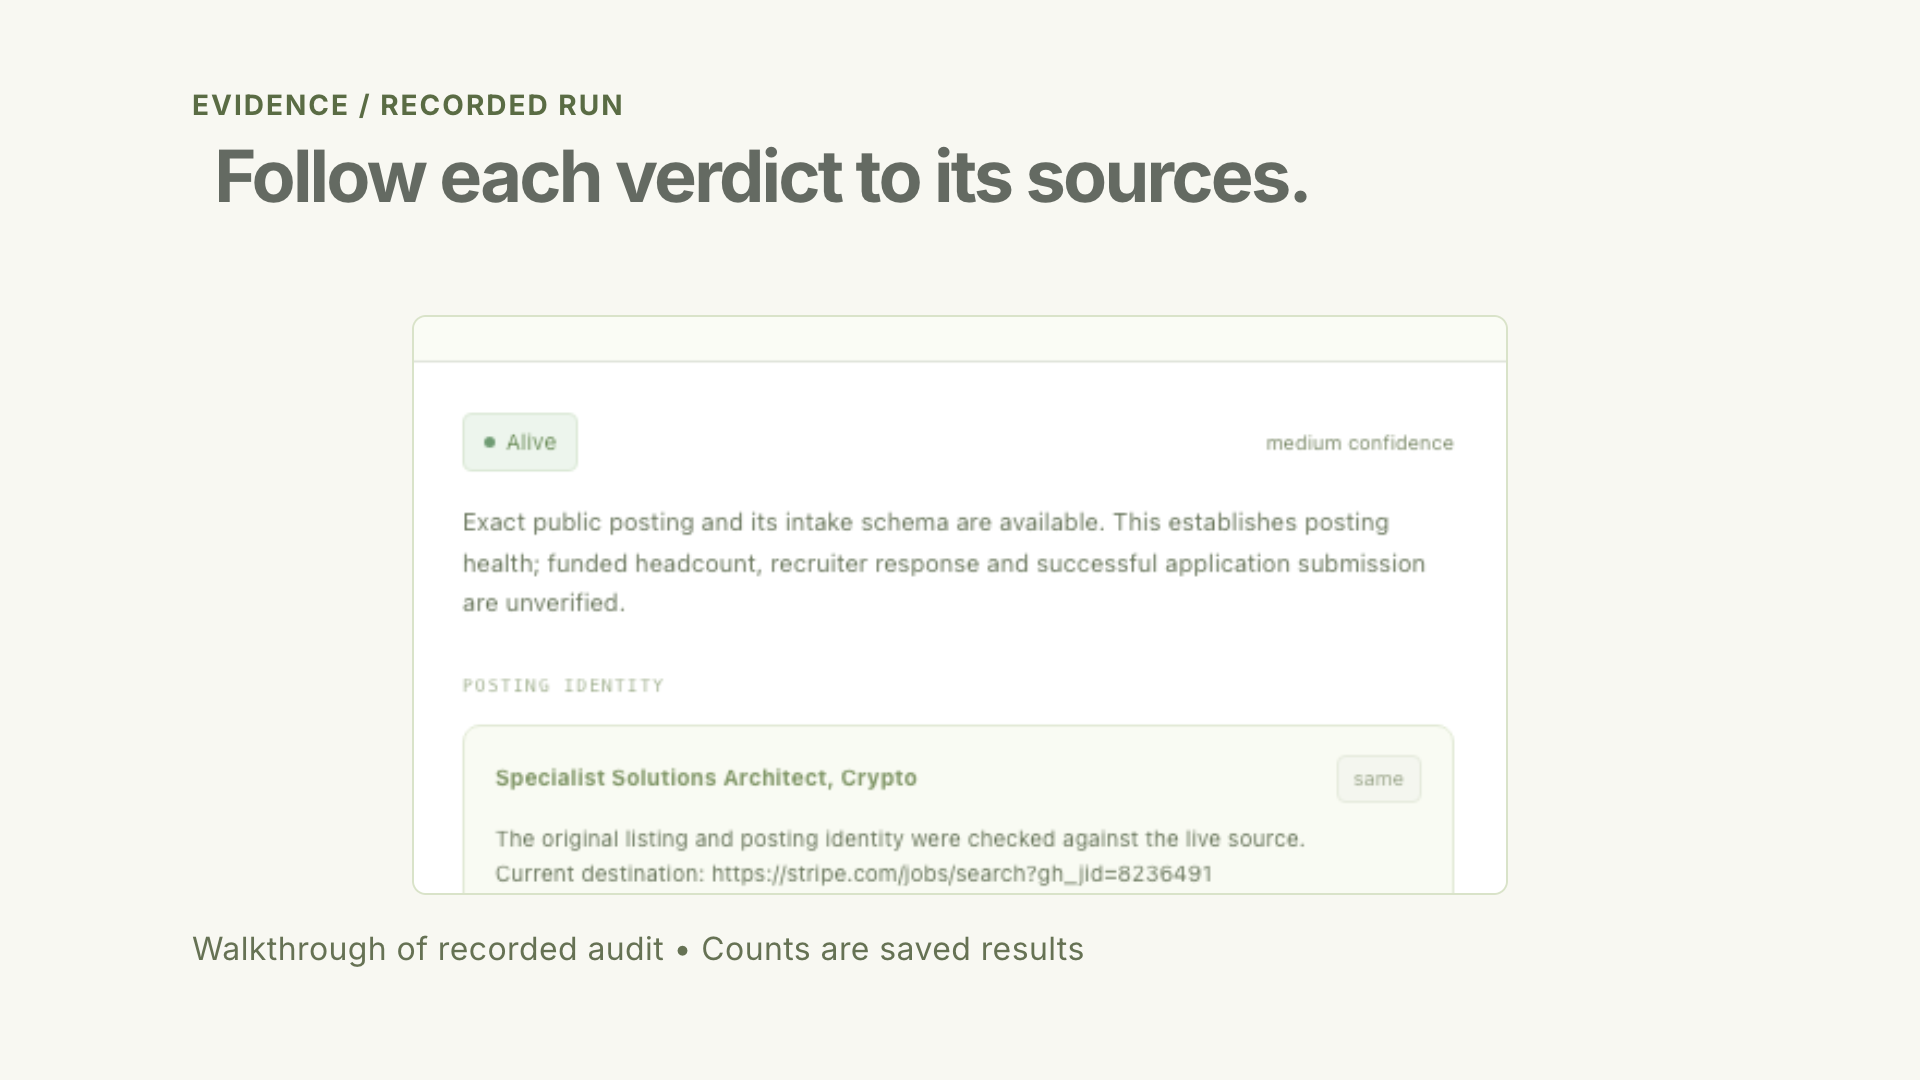 EVIDENCE / RECORDED RUN
Follow each verdict to its sources.
Alive
medium confidence
Exact public posting and its intake schema are available. This establishes posting
health; funded headcount, recruiter response and successful application submission
are unverified.
POSTING IDENTITY
Specialist Solutions Architect, Crypto
same
The original listing and posting identity were checked against the live source.
Current destination: https://stripe.com/jobs/search?gh_jid=8236491
Walkthrough of recorded audit • Counts are saved results